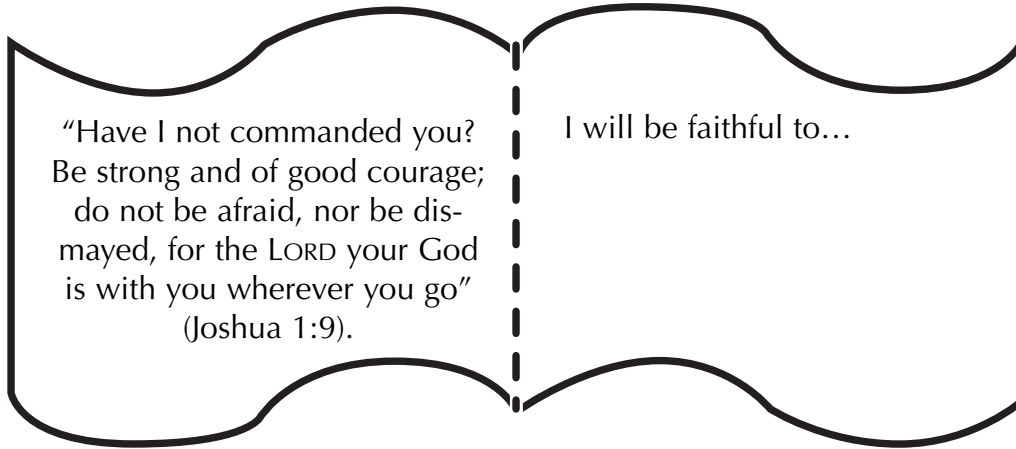 “Have I not commanded you?
Be strong and of good courage;
do not be afraid, nor be dis-
mayed, for the LORD your God
is with you wherever you go”
(Joshua 1:9).
I will be faithful to…